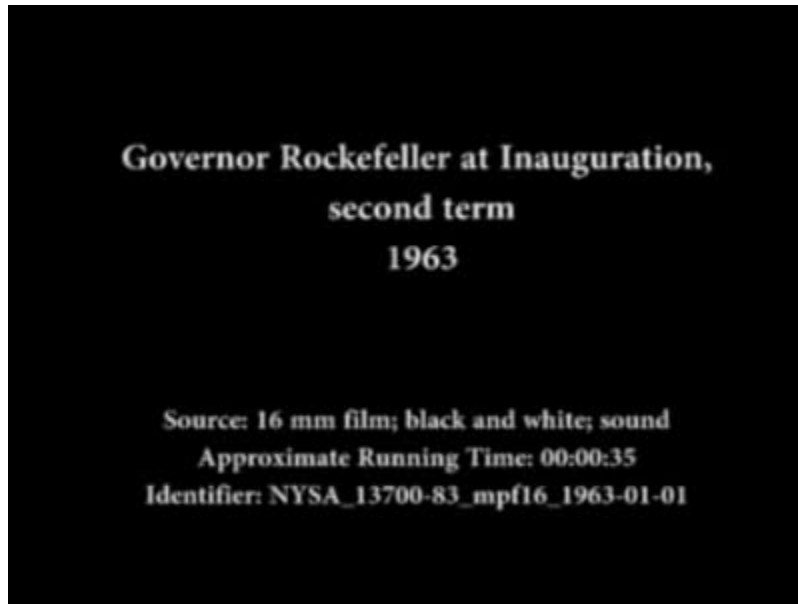 Governor Rockefeller at Inauguration,
second term
1963
Source: 16 mm film; black and white; sound
Approximate Running Time: 00:00:35
Identifier: NYSA_13700-83_mpf16_1963-01-01